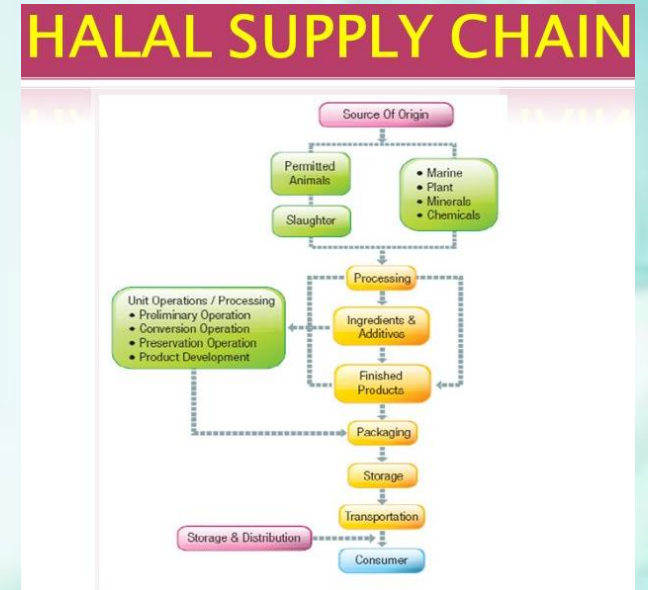 HALAL SUPPLY CHAIN
Source Of Origin
Permitted
Animals
• Marine
• Plant
• Minerals
• Chemicals
Slaughter
Processing
Unit Operations / Processing
• Preliminary Operation
• Conversion Operation
• Preservation Operation
• Product Development
Ingredients &
Additives
Finished
Products
Packaging
Storage
Transportation
Storage & Distribution
Consumer